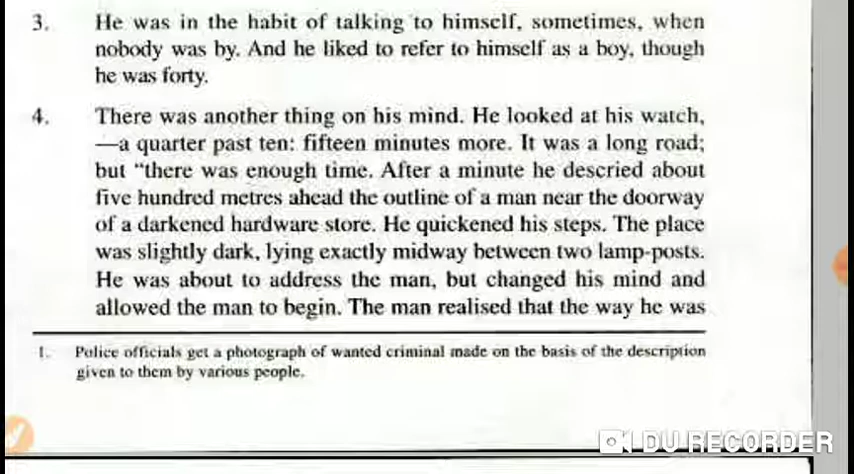 3. He was in the habit of talking to himself, sometimes, when
nobody was by. And he liked to refer to himself as a boy, though
he was forty.
4. There was another thing on his mind. He looked at his watch,
—a quarter past ten: fifteen minutes more. It was a long road;
but “there was enough time. After a minute he descried about
five hundred metres ahead the outline of a man near the doorway
of a darkened hardware store. He quickened his steps. The place
was slightly dark, lying exactly midway between two lamp-posts.
He was about to address the man, but changed his mind and
allowed the man to begin. The man realised that the way he was
1. Police officials get a photograph of wanted criminal made on the basis of the description
given to them by various people.
DU RECORDER